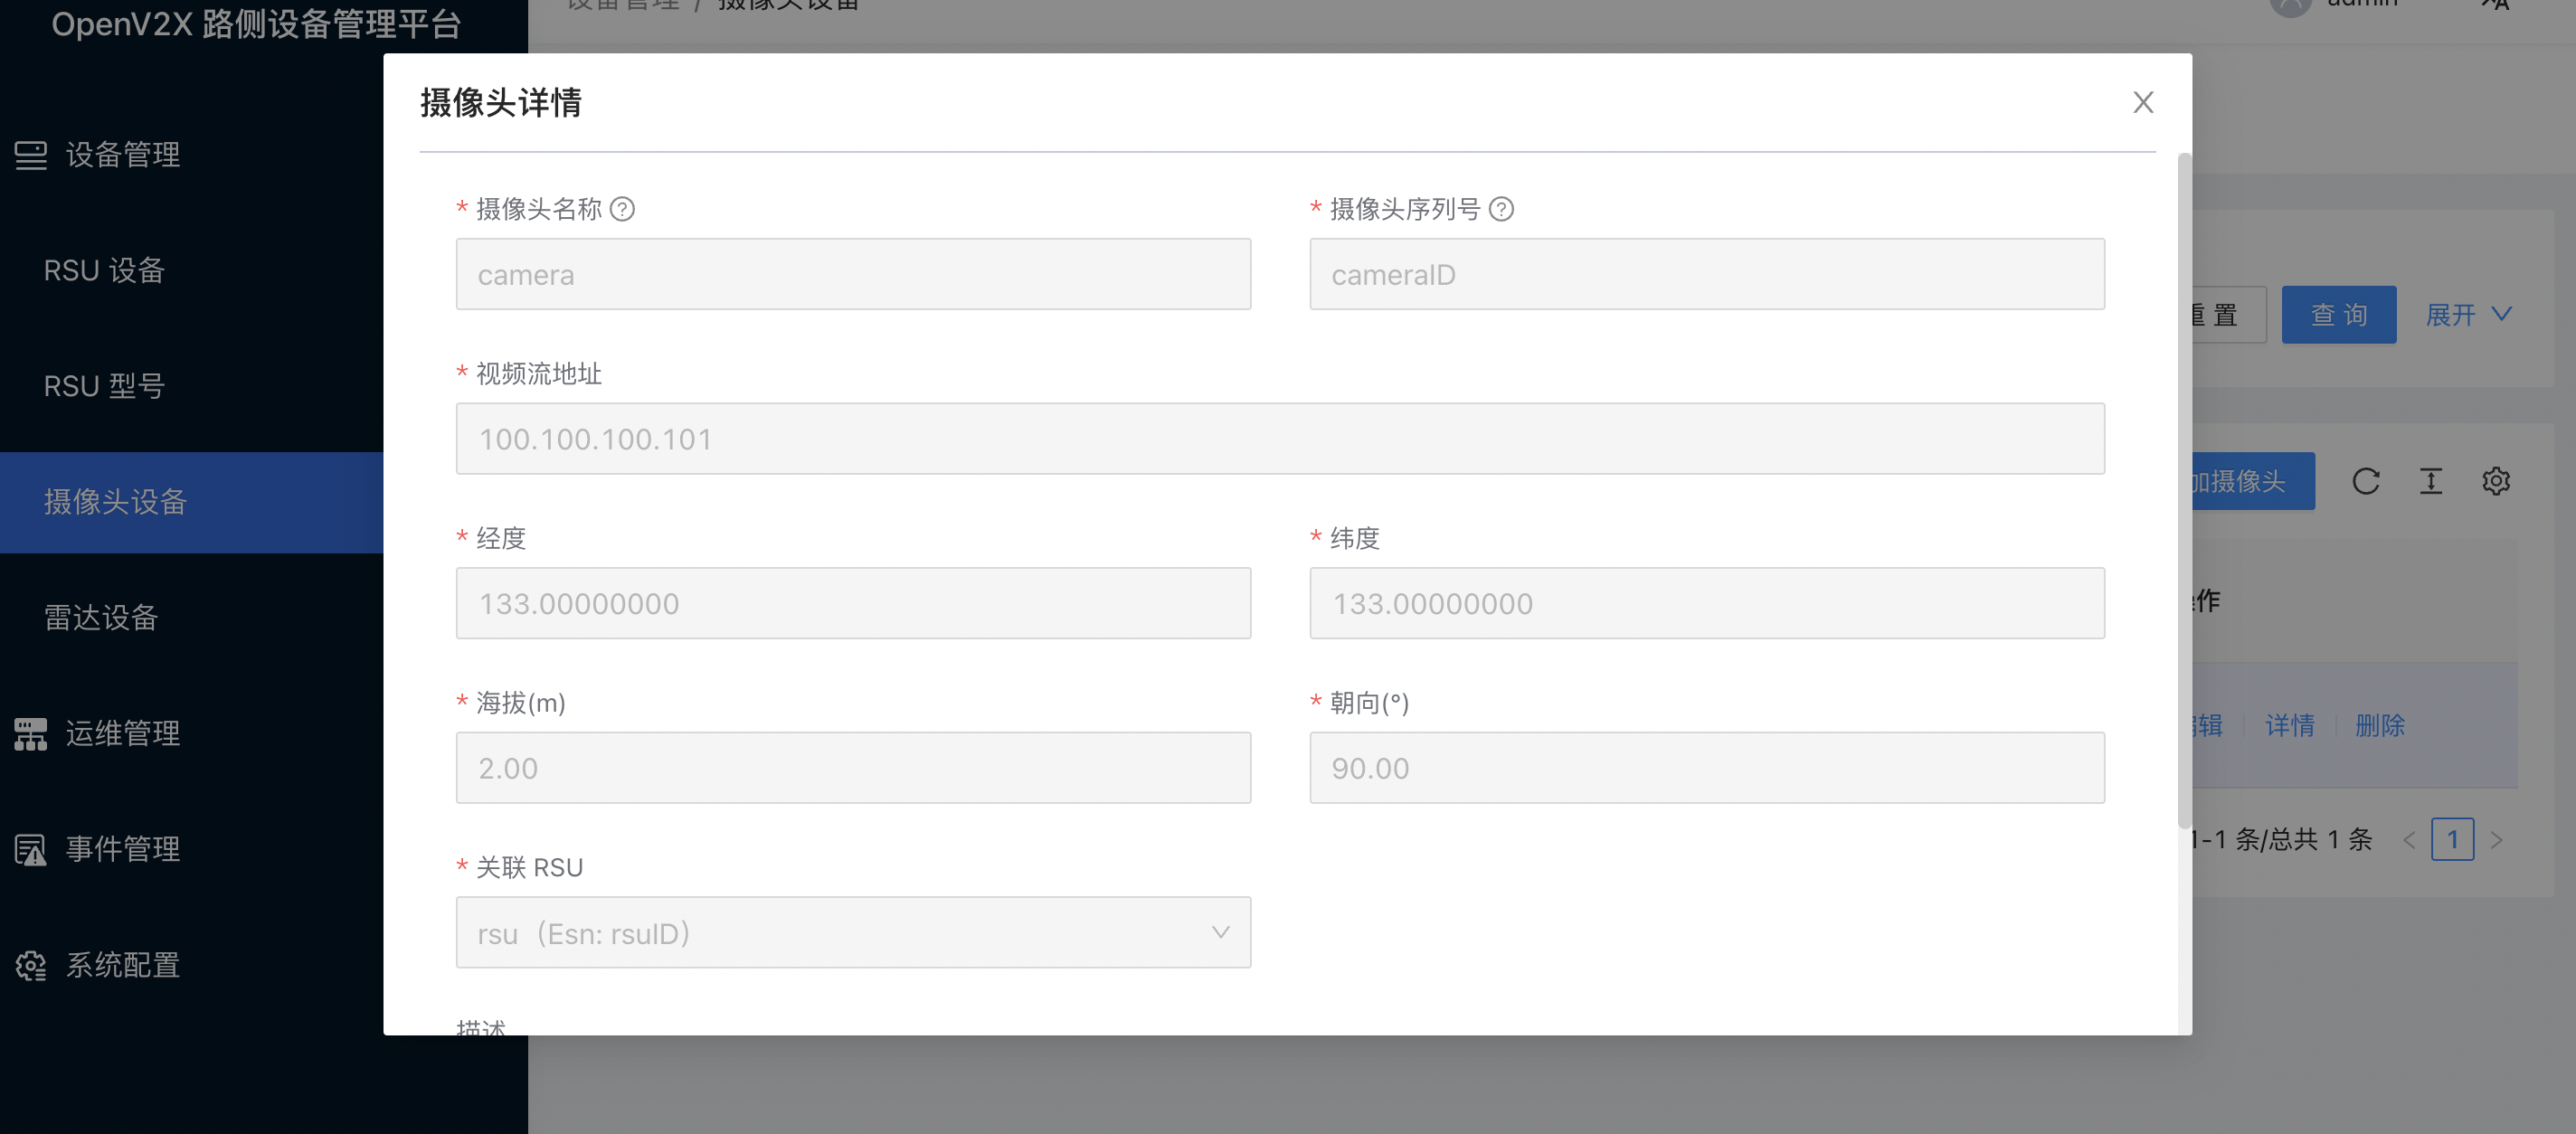 OpenV2X 路侧设备管理平台
设备管理 / 摄像头设备
admin
设备管理
RSU 设备
RSU 型号
摄像头设备
雷达设备
运维管理
事件管理
系统配置
摄像头详情
* 摄像头名称
* 摄像头序列号
camera
cameraID
* 视频流地址
100.100.100.101
* 经度
* 纬度
133.00000000
133.00000000
* 海拔(m)
* 朝向(°)
2.00
90.00
* 关联 RSU
rsu（Esn: rsuID）
描述
重 置
查 询
展开
加摄像头
操作
编辑
详情
删除
1-1 条/总共 1 条
1